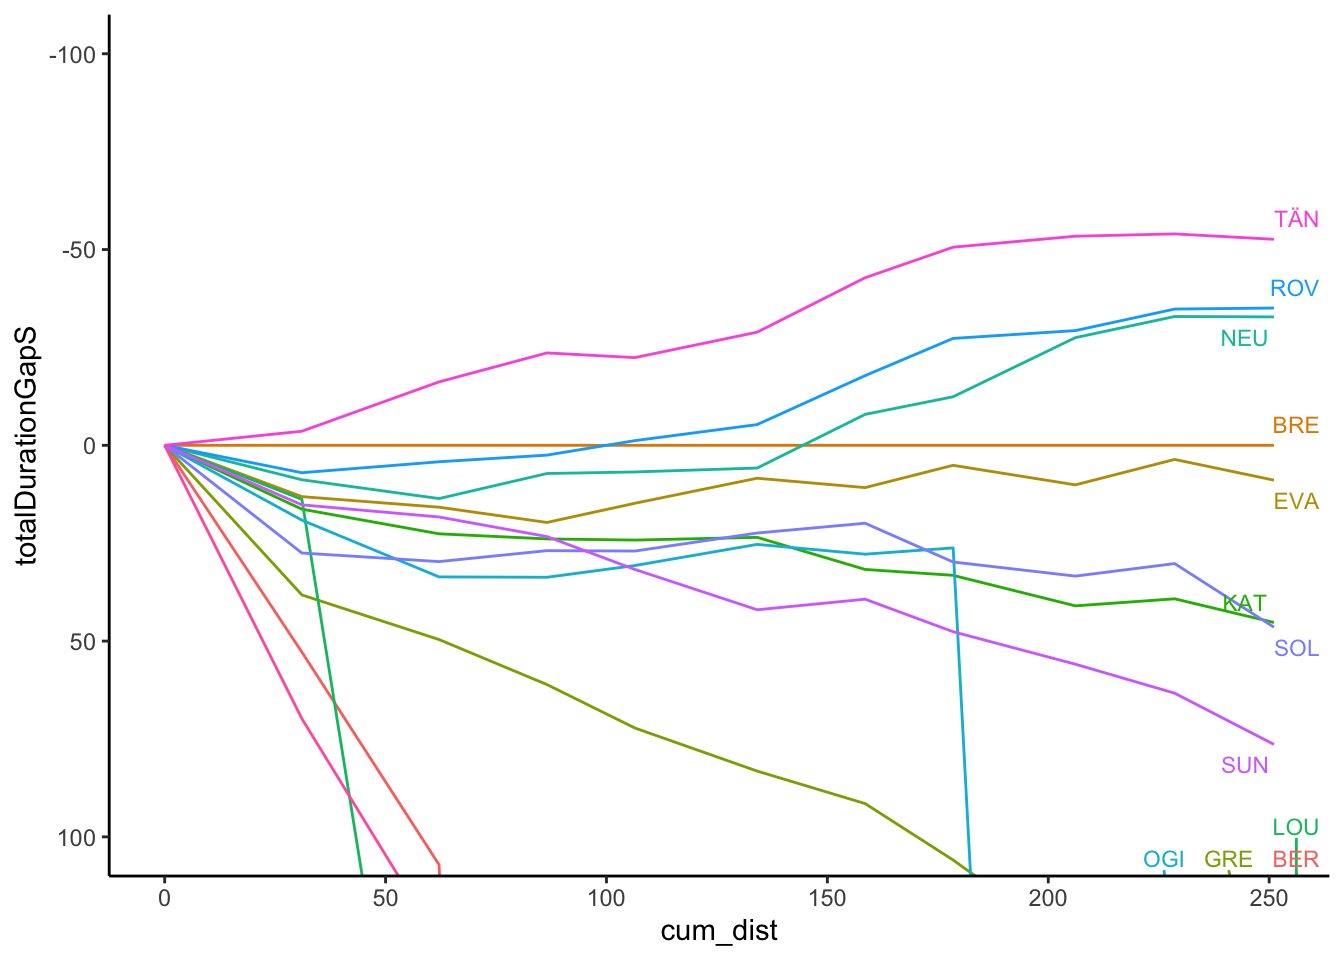 totalDurationGapS
-100
-50
0
50
100
TÄN
ROV
NEU
BRE
EVA
KAT
SOL
SUN
LOU
OGI GRE BER
0 50 100 150 200 250
cum_dist